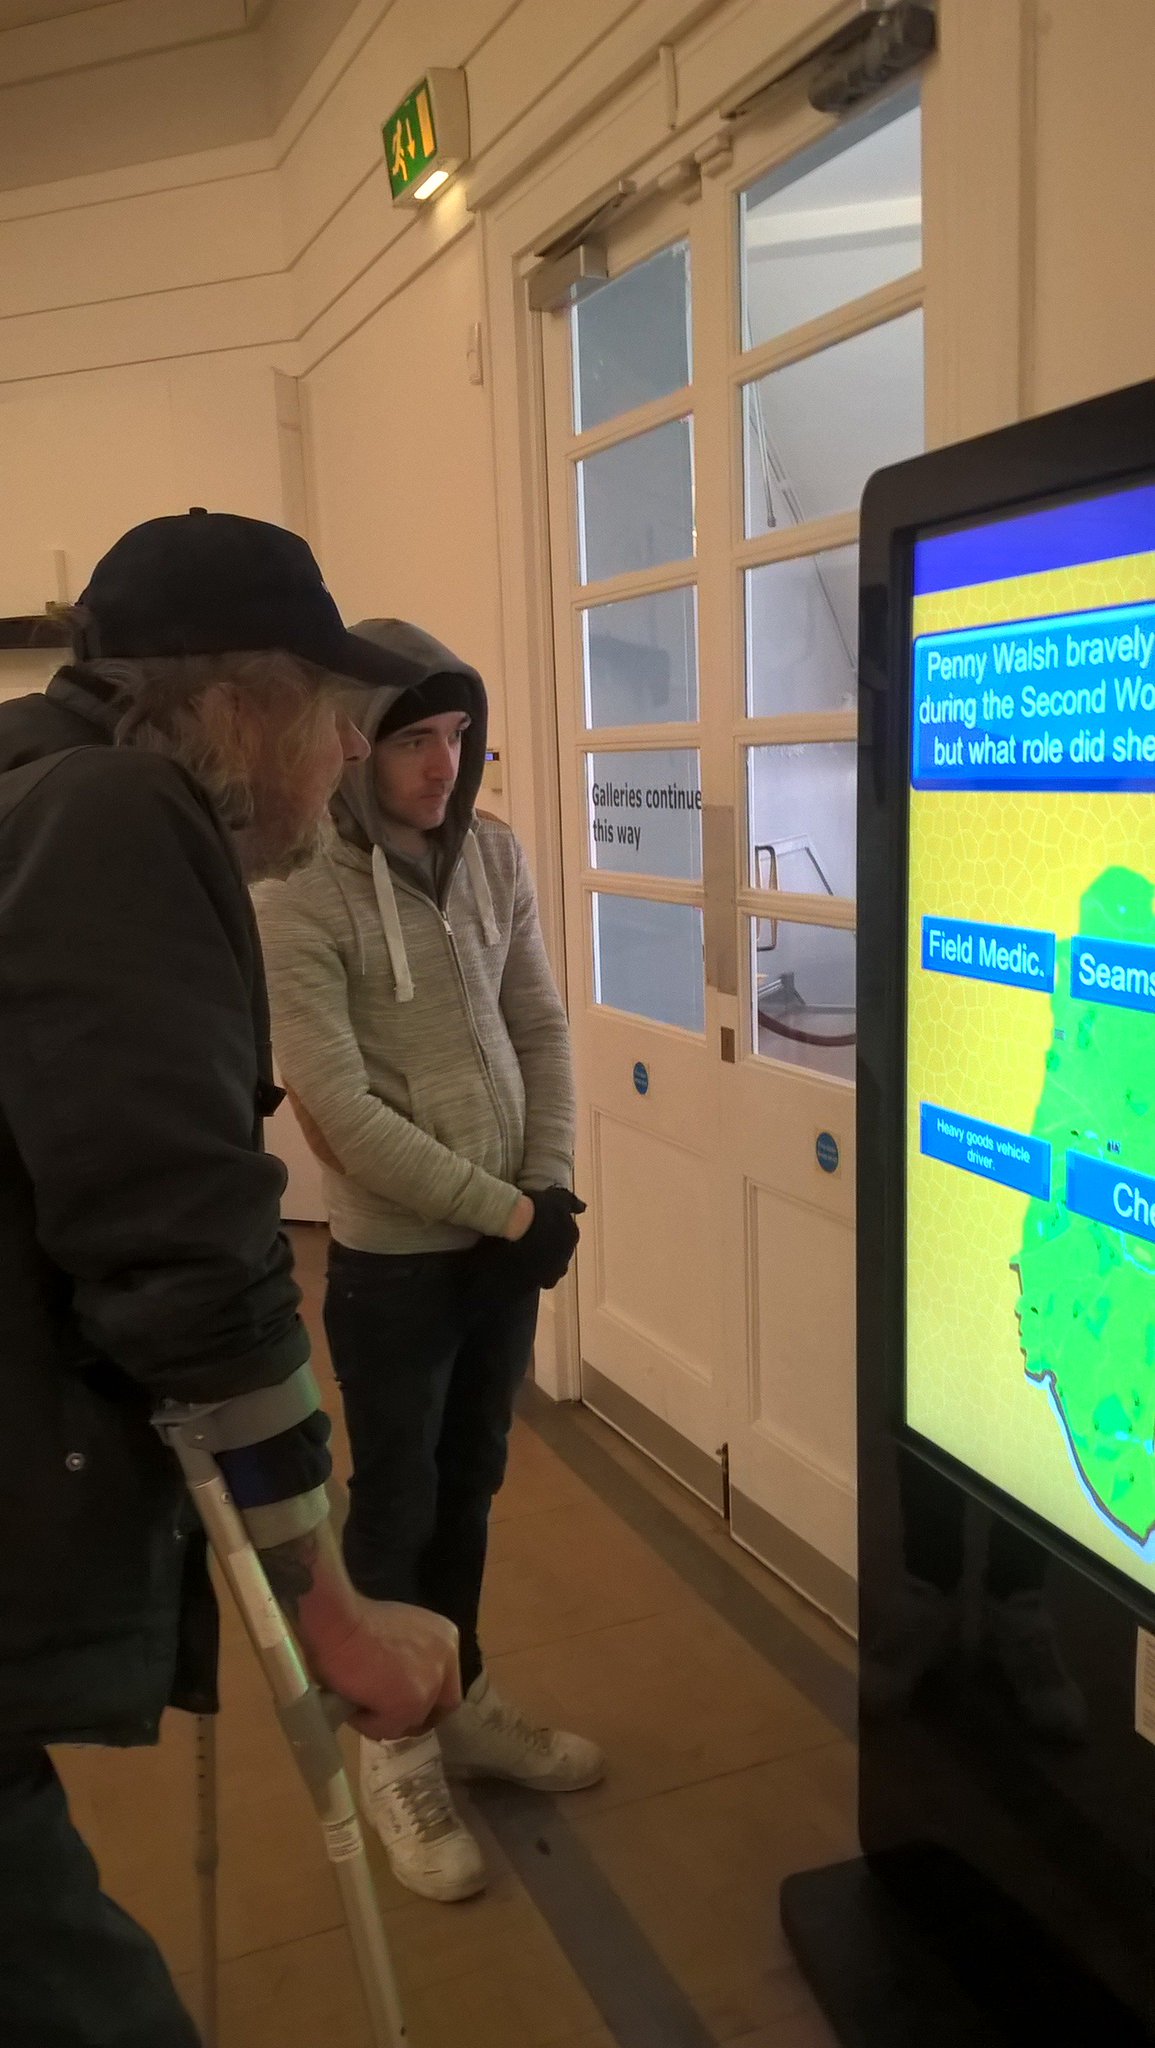 Galleries continue
this way
Penny Walsh bravely
during the Second Wo
but what role did she
Field Medic.
Seams
Heavy goods vehicle
driver.
Che